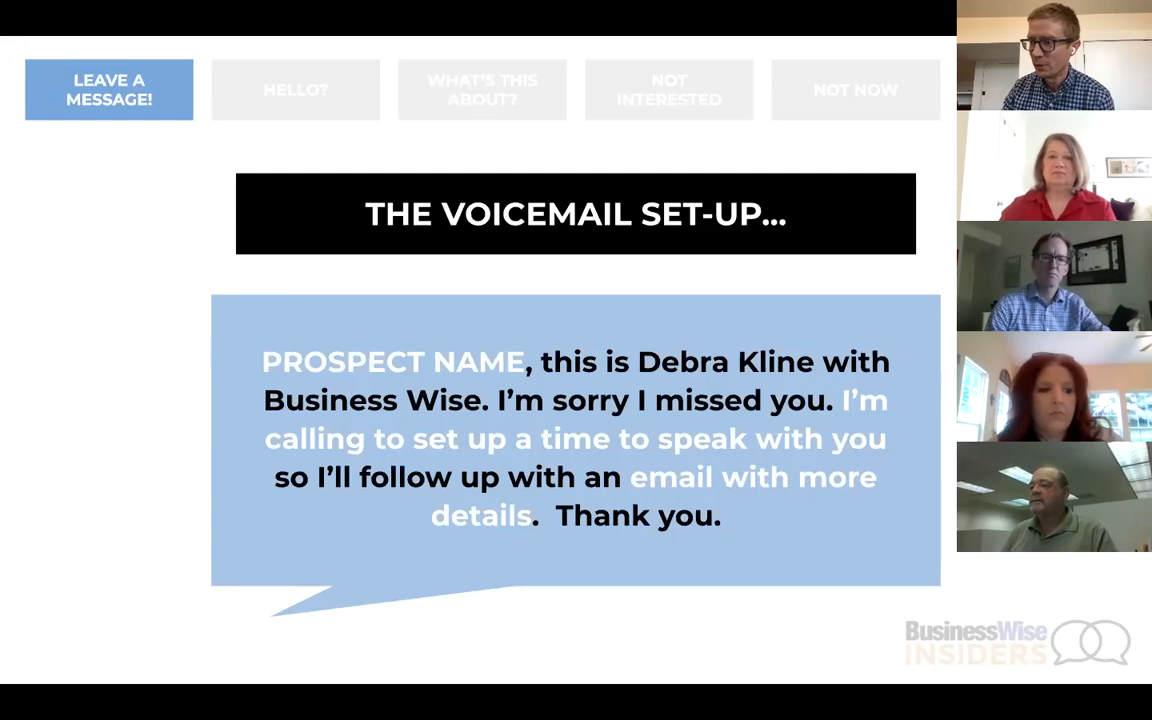 LEAVE A
MESSAGE!
HELLO?
WHAT'S THIS
ABOUT?
NOT
INTERESTED
NOT NOW
THE VOICEMAIL SET-UP...
PROSPECT NAME, this is Debra Kline with
Business Wise. I'm sorry I missed you. I'm
calling to set up a time to speak with you
so I'll follow up with an email with more
details.  Thank you.
BusinessWise
INSIDERS